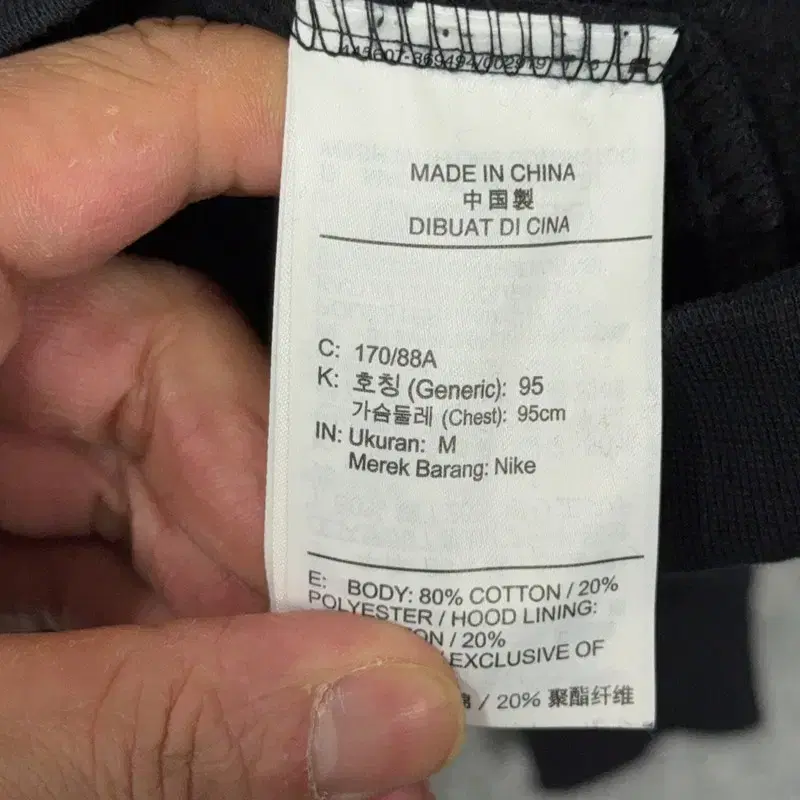 MADE IN CHINA
中国製
DIBUAT DI CINA
C: 170/88A
K: 호칭 (Generic): 95
가슴둘레 (Chest): 95cm
IN: Ukuran: M
Merek Barang: Nike
E: BODY: 80% COTTON / 20%
POLYESTER / HOOD LINING:
/ 20%
EXCLUSIVE OF
/ 20% 聚酯纤维